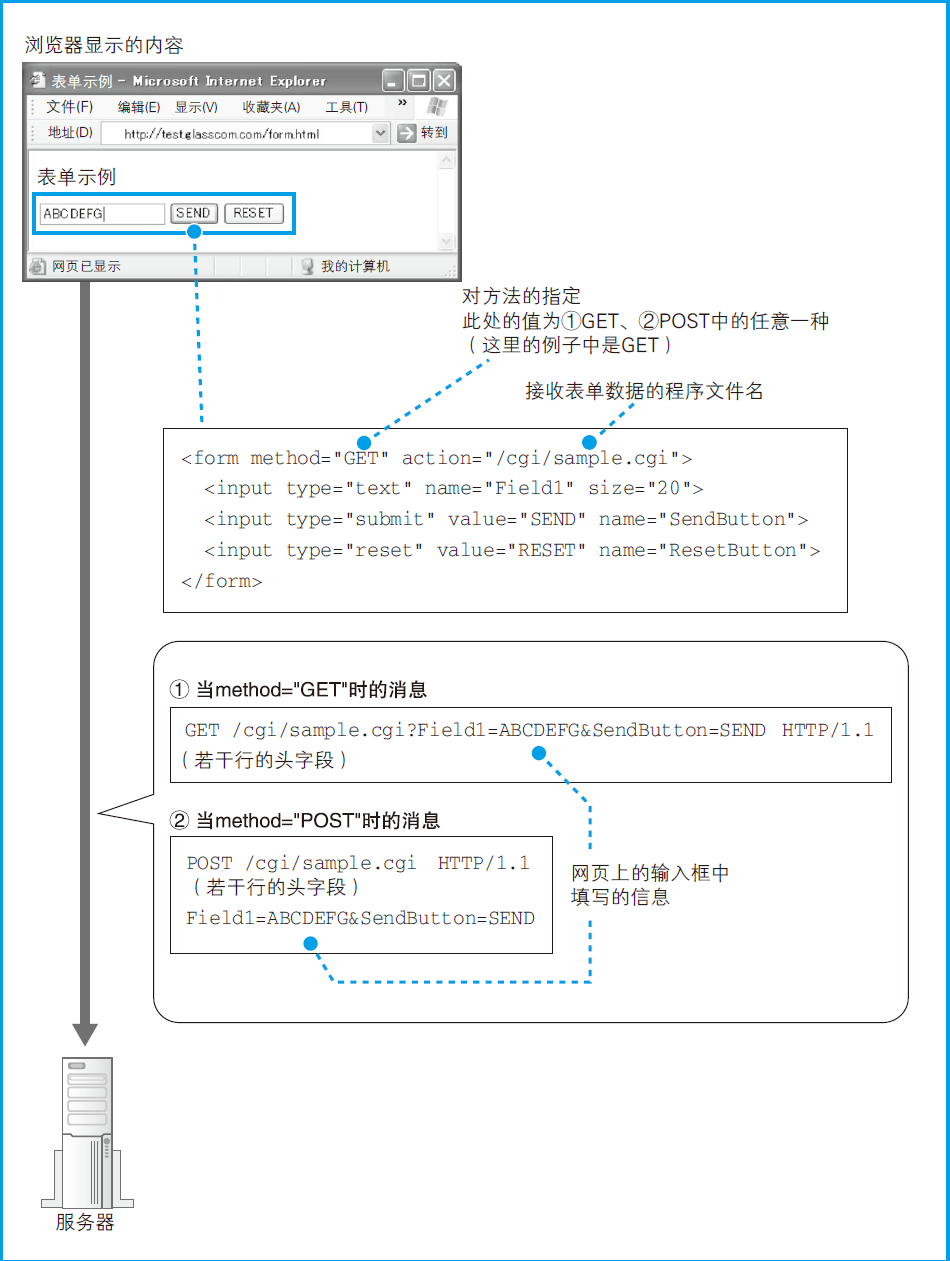 浏览器显示的内容
表单示例 - Microsoft Internet Explorer
文件(F) 编辑(E) 显示(V) 收藏夹(A) 工具(T) »
地址(D) http://test.glasscom.com/form.html 转到
表单示例
ABCDEFG SEND RESET
网页已显示 我的计算机
对方法的指定
此处的值为①GET、②POST中的任意一种
（这里的例子中是GET）
接收表单数据的程序文件名
<form method="GET" action="/cgi/sample.cgi">
<input type="text" name="Field1" size="20">
<input type="submit" value="SEND" name="SendButton">
<input type="reset" value="RESET" name="ResetButton">
</form>
① 当method="GET"时的消息
GET /cgi/sample.cgi?Field1=ABCDEFG&SendButton=SEND HTTP/1.1
（若干行的头字段）
② 当method="POST"时的消息
POST /cgi/sample.cgi HTTP/1.1
（若干行的头字段）
Field1=ABCDEFG&SendButton=SEND
网页上的输入框中
填写的信息
服务器